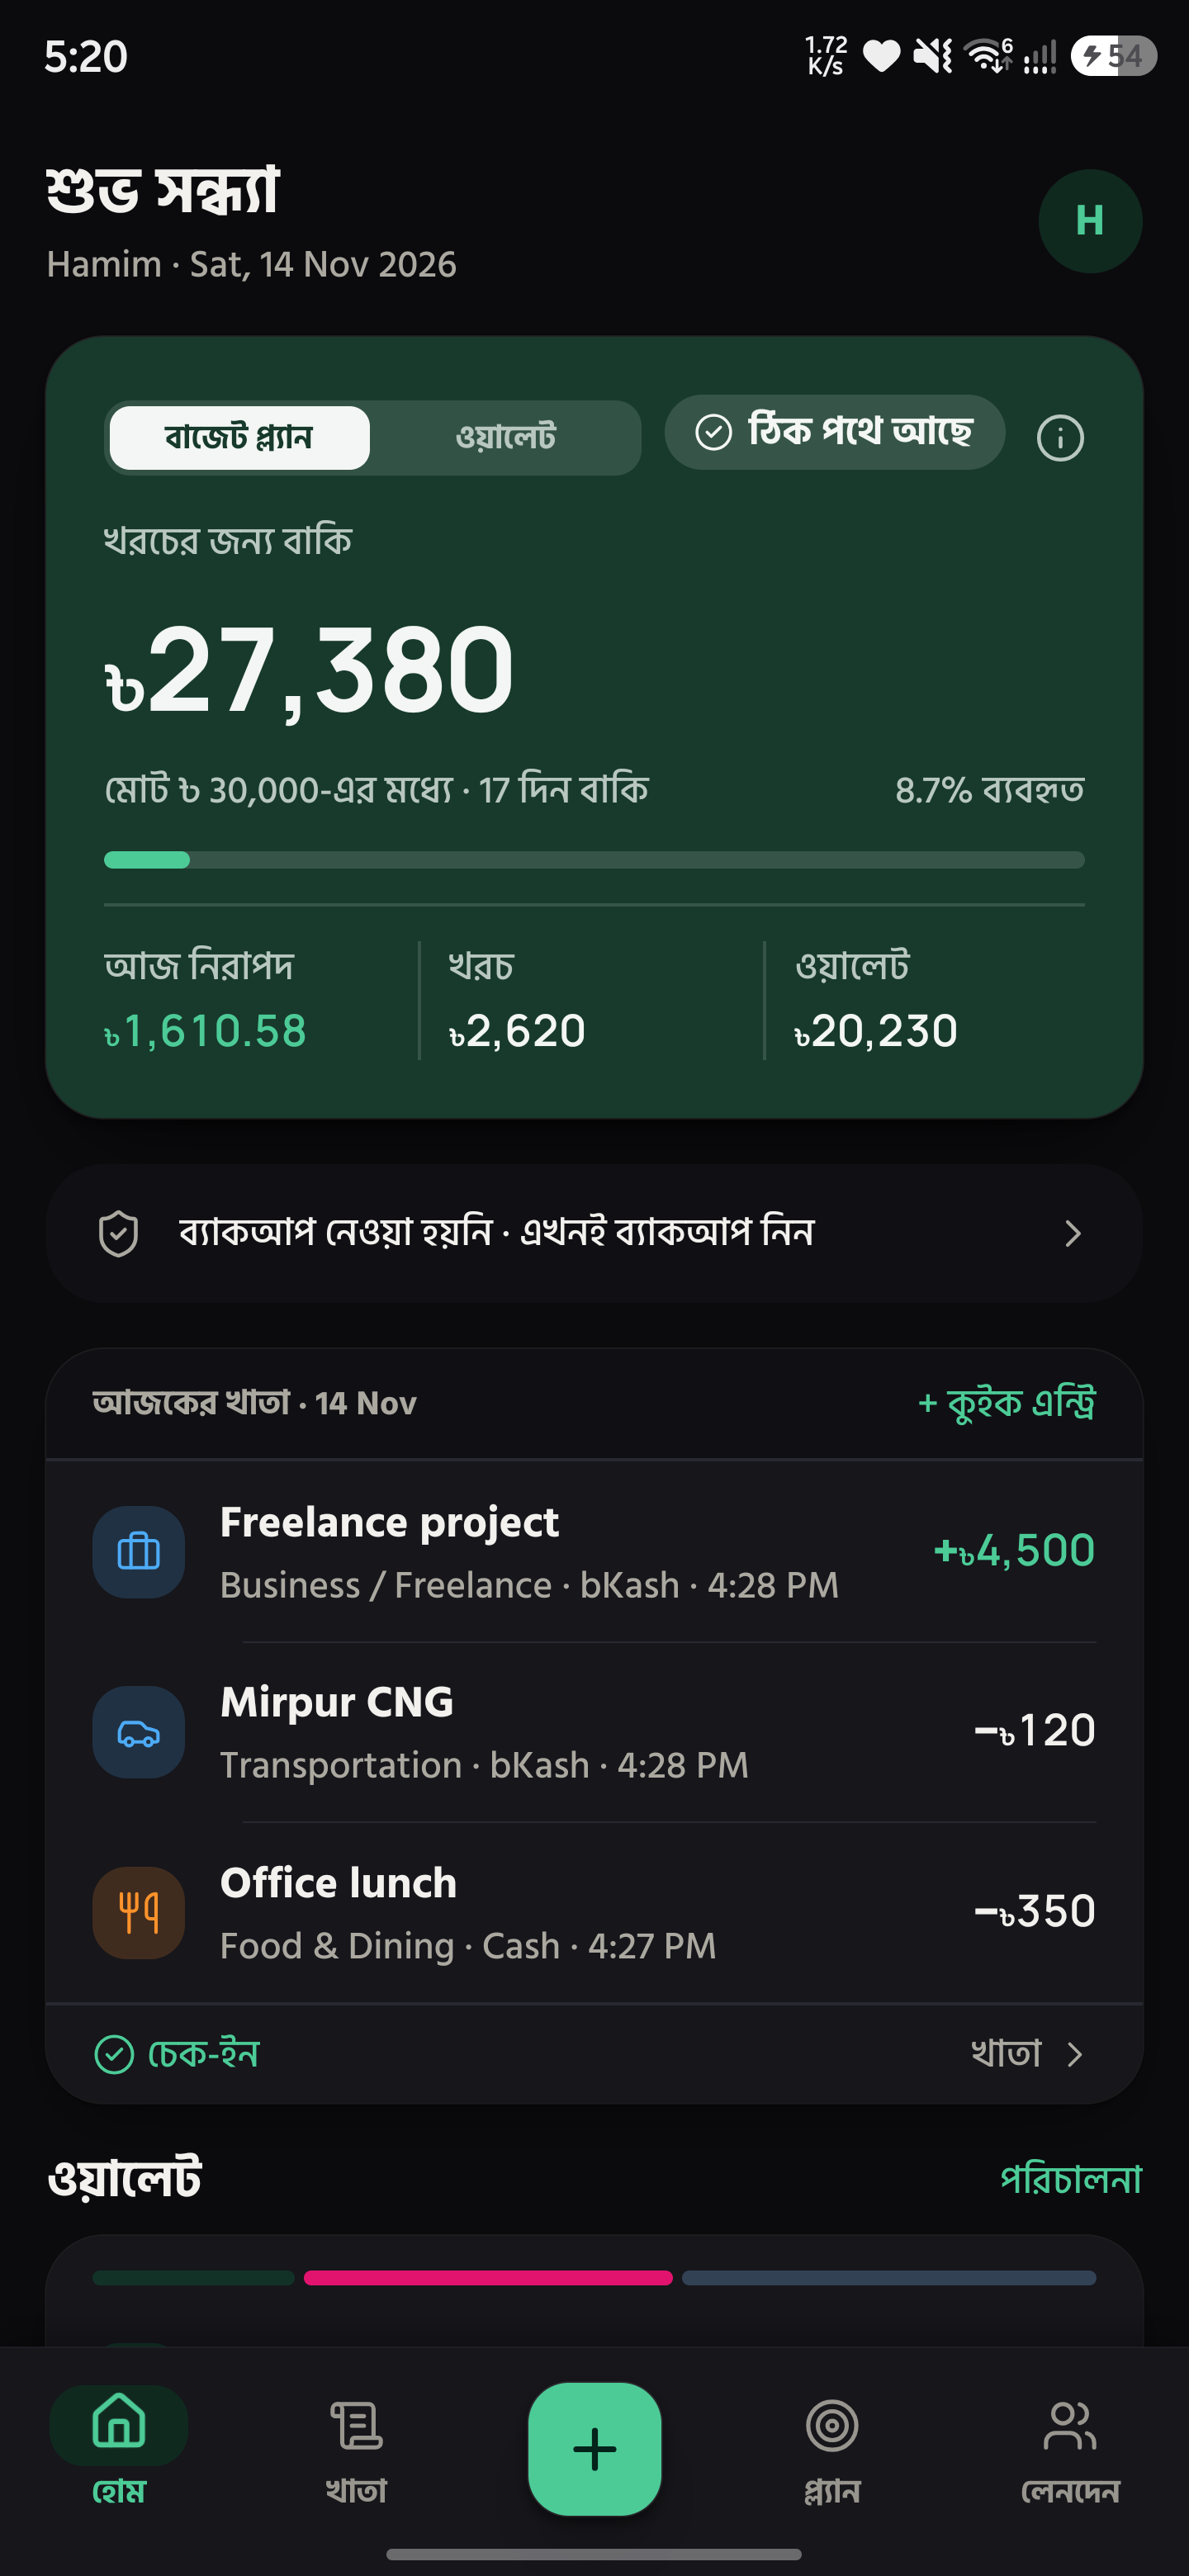 5:20
1.72 K/s
6
54
শুভ সন্ধ্যা
H
Hamim · Sat, 14 Nov 2026
বাজেট প্ল্যান
ওয়ালেট
ঠিক পথে আছে
খরচের জন্য বাকি
৳27,380
মোট ৳ 30,000-এর মধ্যে · 17 দিন বাকি
8.7% ব্যবহৃত
আজ নিরাপদ
খরচ
ওয়ালেট
৳1,610.58
৳2,620
৳20,230
ব্যাকআপ নেওয়া হয়নি · এখনই ব্যাকআপ নিন
আজকের খাতা · 14 Nov
+ কুইক এন্ট্রি
Freelance project
+৳4,500
Business / Freelance · bKash · 4:28 PM
Mirpur CNG
−৳120
Transportation · bKash · 4:28 PM
Office lunch
−৳350
Food & Dining · Cash · 4:27 PM
চেক-ইন
খাতা
ওয়ালেট
পরিচালনা
হোম
খাতা
প্ল্যান
লেনদেন